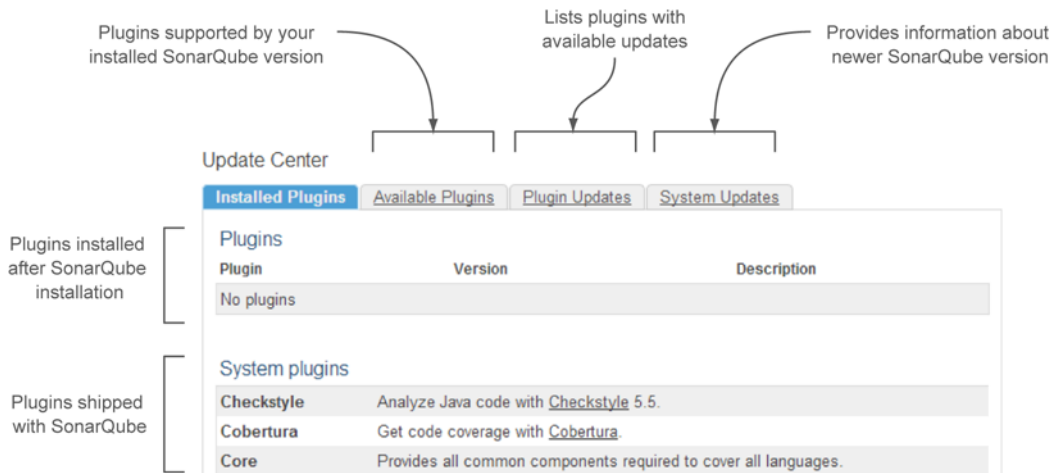 Plugins supported by your
installed SonarQube version
Lists plugins with
available updates
Provides information about
newer SonarQube version
Update Center
Installed Plugins Available Plugins Plugin Updates System Updates
Plugins installed
after SonarQube
installation
Plugins
Plugin Version Description
No plugins
Plugins shipped
with SonarQube
System plugins
Checkstyle Analyze Java code with Checkstyle 5.5.
Cobertura Get code coverage with Cobertura.
Core Provides all common components required to cover all languages.